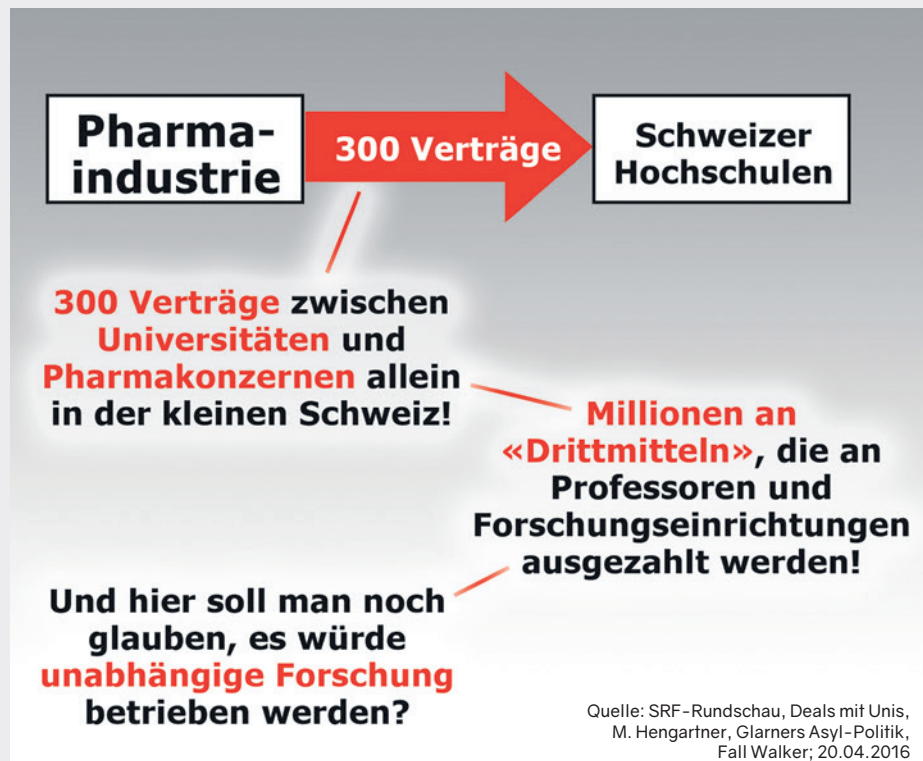 Pharma-
industrie
300 Verträge
Schweizer
Hochschulen
300 Verträge zwischen
Universitäten und
Pharmakonzernen allein
in der kleinen Schweiz!
Millionen an
«Drittmitteln», die an
Professoren und
Forschungseinrichtungen
ausgezahlt werden!
Und hier soll man noch
glauben, es würde
unabhängige Forschung
betrieben werden?
Quelle: SRF-Rundschau, Deals mit Unis,
M. Hengartner, Glarners Asyl-Politik,
Fall Walker; 20.04.2016